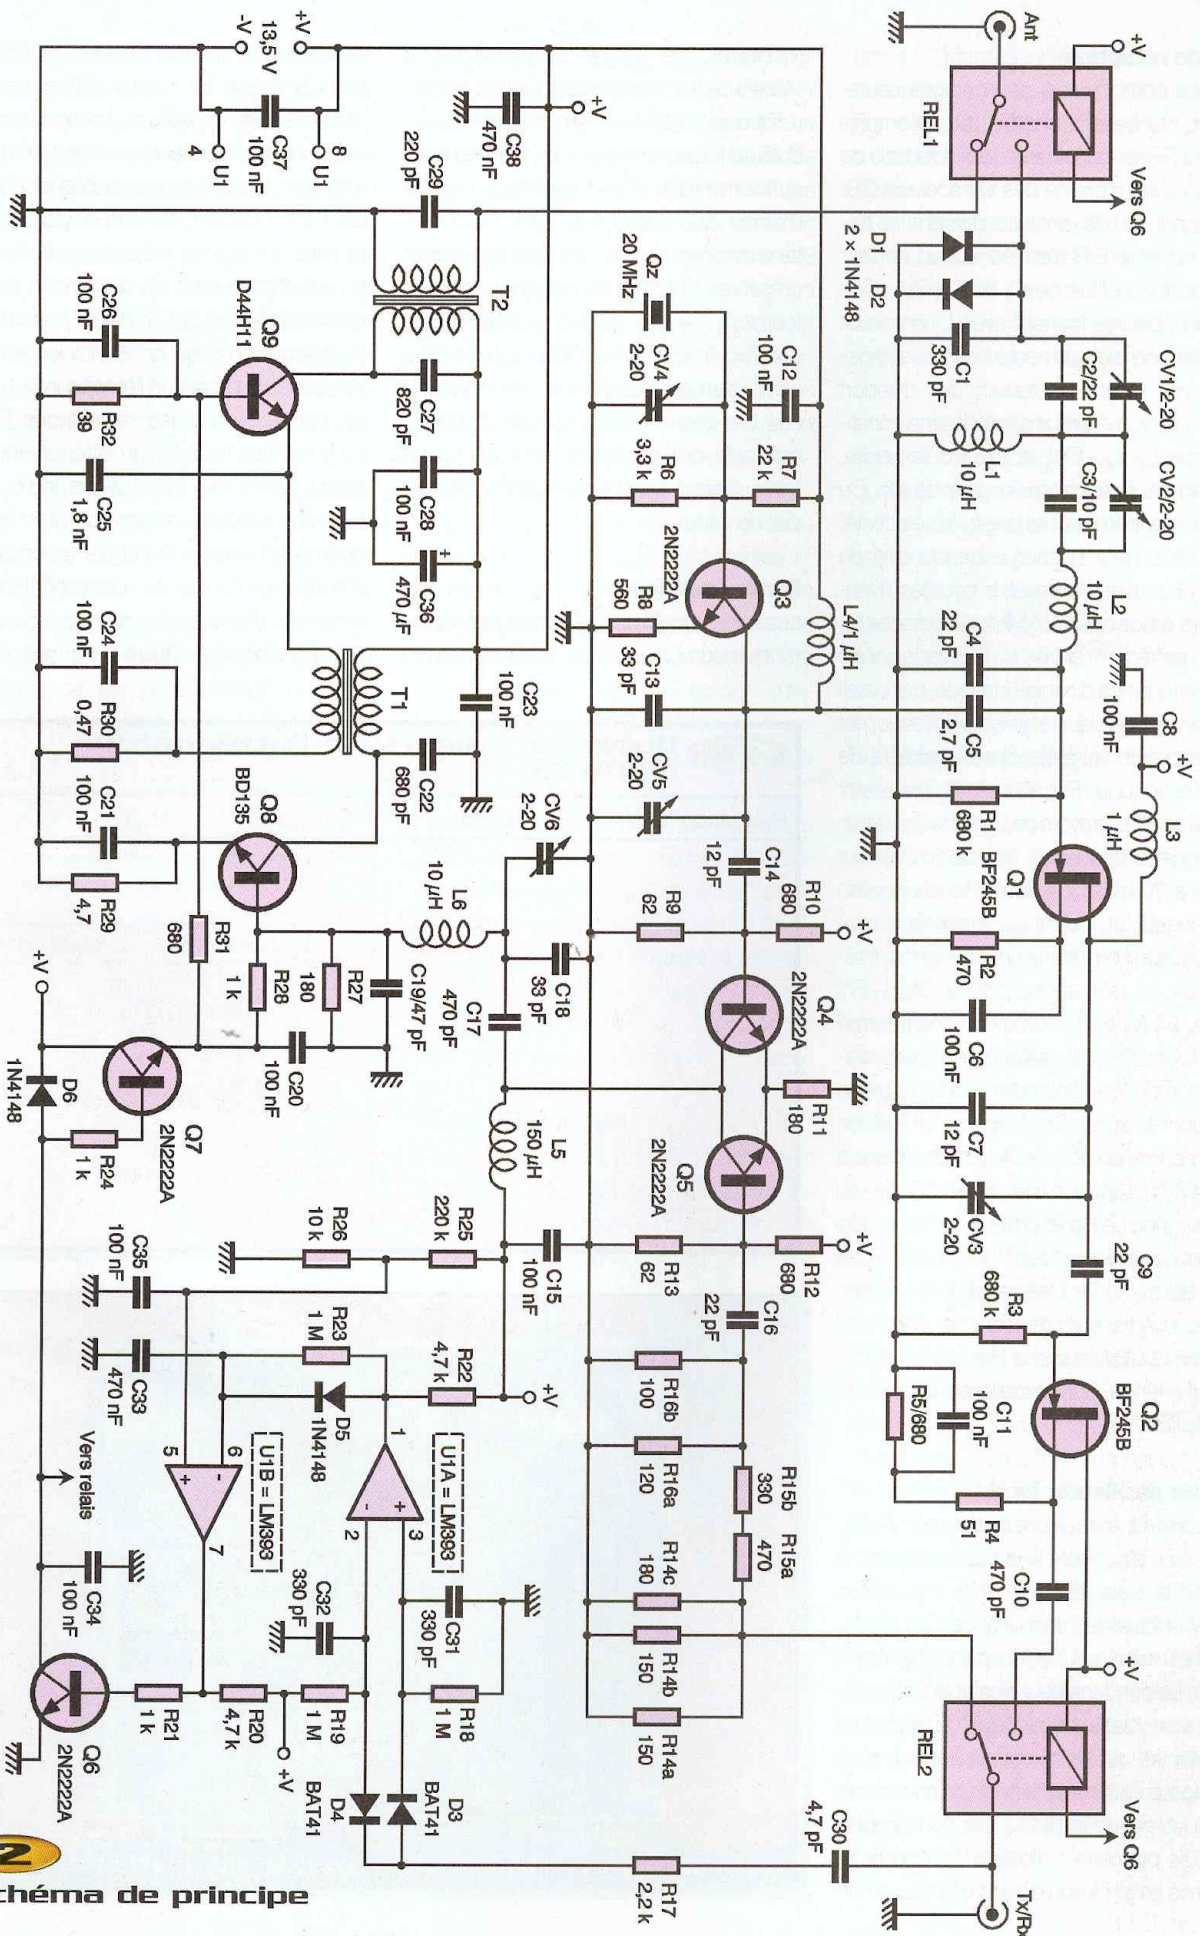 Ant
+V
REL1
Vers Q6
D1
D2
2 × 1N4148
C1
330 pF
C2/22 pF
CV1/2-20
L1
10 µH
C3/10 pF
CV2/2-20
L2
10 µH
C4
22 pF
C5
2,7 pF
C8
100 nF
+V
L3
1 µH
R1
680 k
Q1
BF245B
R2
470
C6
100 nF
C7
12 pF
CV3
2-20
C9
22 pF
R3
680 k
Q2
BF245B
C11
100 nF
R5/680
R4
51
C10
470 pF
+V
REL2
Vers Q6
Tx/Rx
Qz
20 MHz
CV4
2-20
C12
100 nF
R7
22 k
R6
3,3 k
Q3
2N2222A
R8
560
L4/1 µH
C13
33 pF
CV5
2-20
C14
12 pF
R10
680
+V
R9
62
Q4
2N2222A
R11
180
Q5
2N2222A
+V
R12
680
R13
62
C16
22 pF
R16b
100
R16a
120
R15b
330
R15a
470
R14c
180
R14b
150
R14a
150
C30
4,7 pF
+V
-V
13,5 V
C37
100 nF
8
U1
4
U1
+V
C38
470 nF
C29
220 pF
T2
C27
820 pF
C28
100 nF
C36
+
470 µF
C23
100 nF
T1
C22
680 pF
Q9
D44H11
C26
100 nF
R32
39
C25
1,8 nF
C24
100 nF
R30
0,47
C21
100 nF
R29
4,7
Q8
BD135
R31
680
R28
1 k
R27
180
C19/47 pF
L6
10 µH
CV6
2-20
C18
33 pF
C17
470 pF
C20
100 nF
+V
Q7
2N2222A
D6
1N4148
R24
1 k
L5
150 µH
C15
100 nF
R25
220 k
R26
10 k
C35
100 nF
R23
1 M
R22
4,7 k
+V
D5
1N4148
C33
470 nF
U1A = LM393
1
2
3
-
+
U1B = LM393
5
6
7
+
-
C31
330 pF
C32
330 pF
R18
1 M
R19
1 M
+V
R20
4,7 k
R21
1 k
D3
BAT41
D4
BAT41
R17
2,2 k
Vers relais
C34
100 nF
Q6
2N2222A
2
chéma de principe